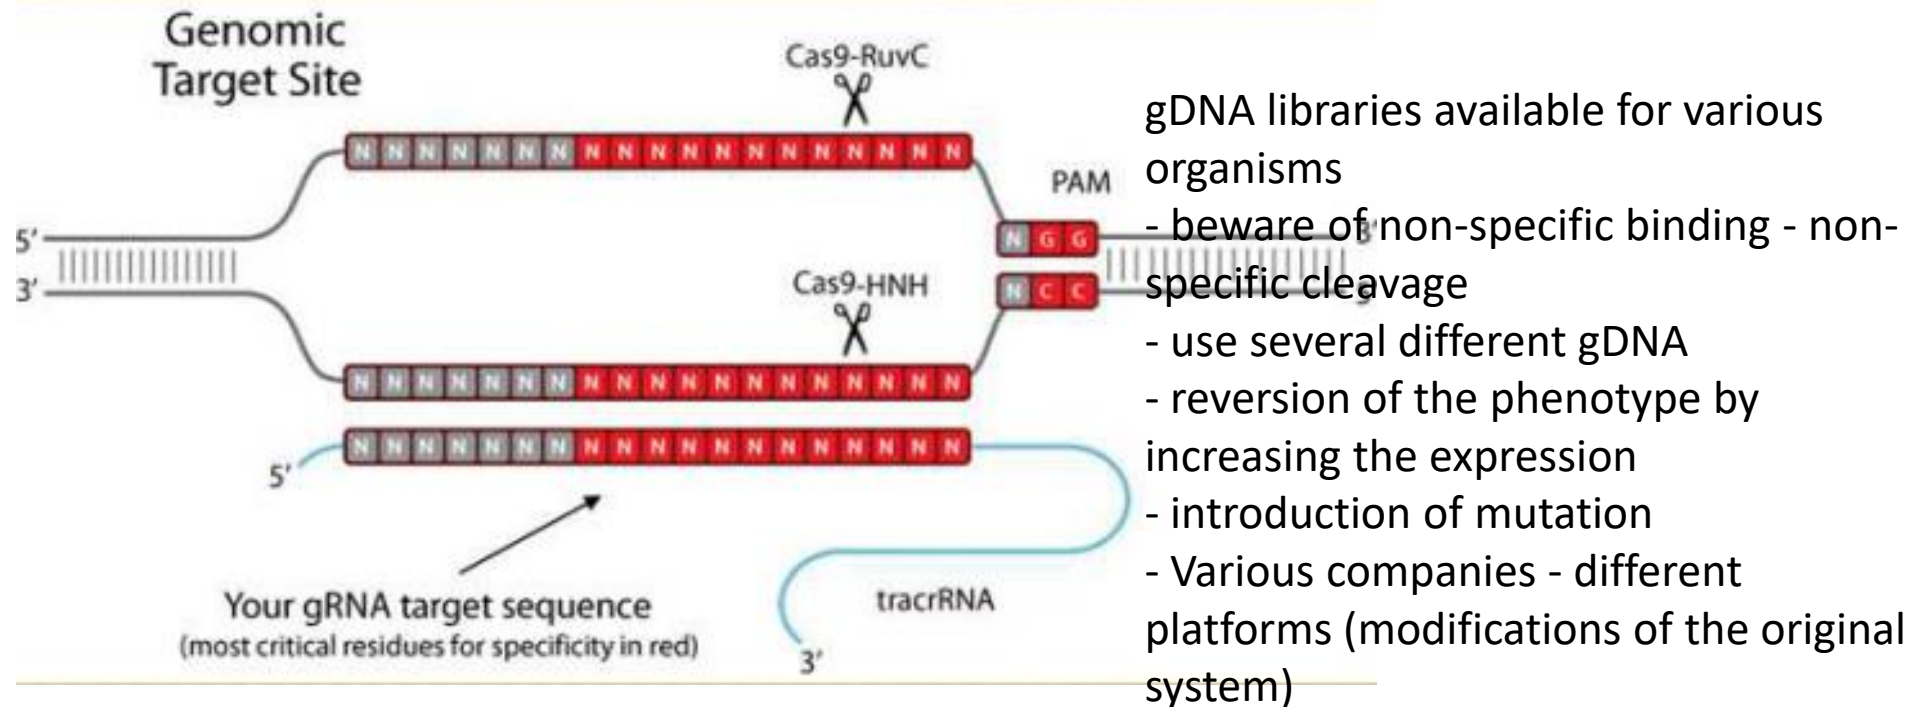 Genomic
Target Site
Cas9-RuvC
N N N N N N N N N N N N N N N N N N N
PAM
5′
N G G
3′
3′
Cas9-HNH
N C C
N N N N N N N N N N N N N N N N N N N
N N N N N N N N N N N N N N N N N N N
5′
Your gRNA target sequence
(most critical residues for specificity in red)
tracrRNA
3′
gDNA libraries available for various
organisms
- beware of non-specific binding - non-
specific cleavage
- use several different gDNA
- reversion of the phenotype by
increasing the expression
- introduction of mutation
- Various companies - different
platforms (modifications of the original
system)